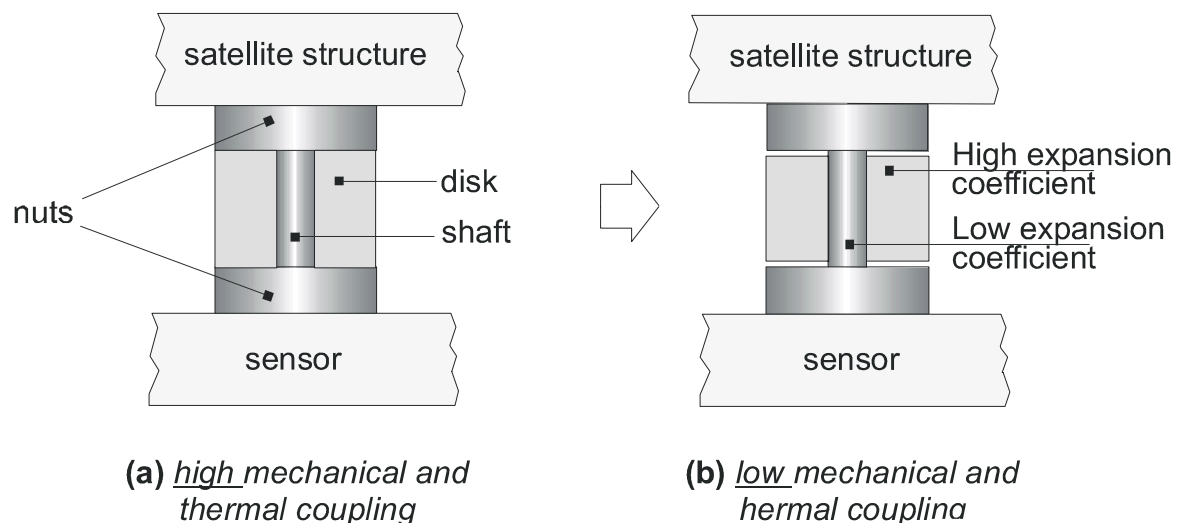 satellite structure
nuts
disk
shaft
sensor
(a) high mechanical and
thermal coupling
satellite structure
High expansion
coefficient
Low expansion
coefficient
sensor
(b) low mechanical and
hermal coupling